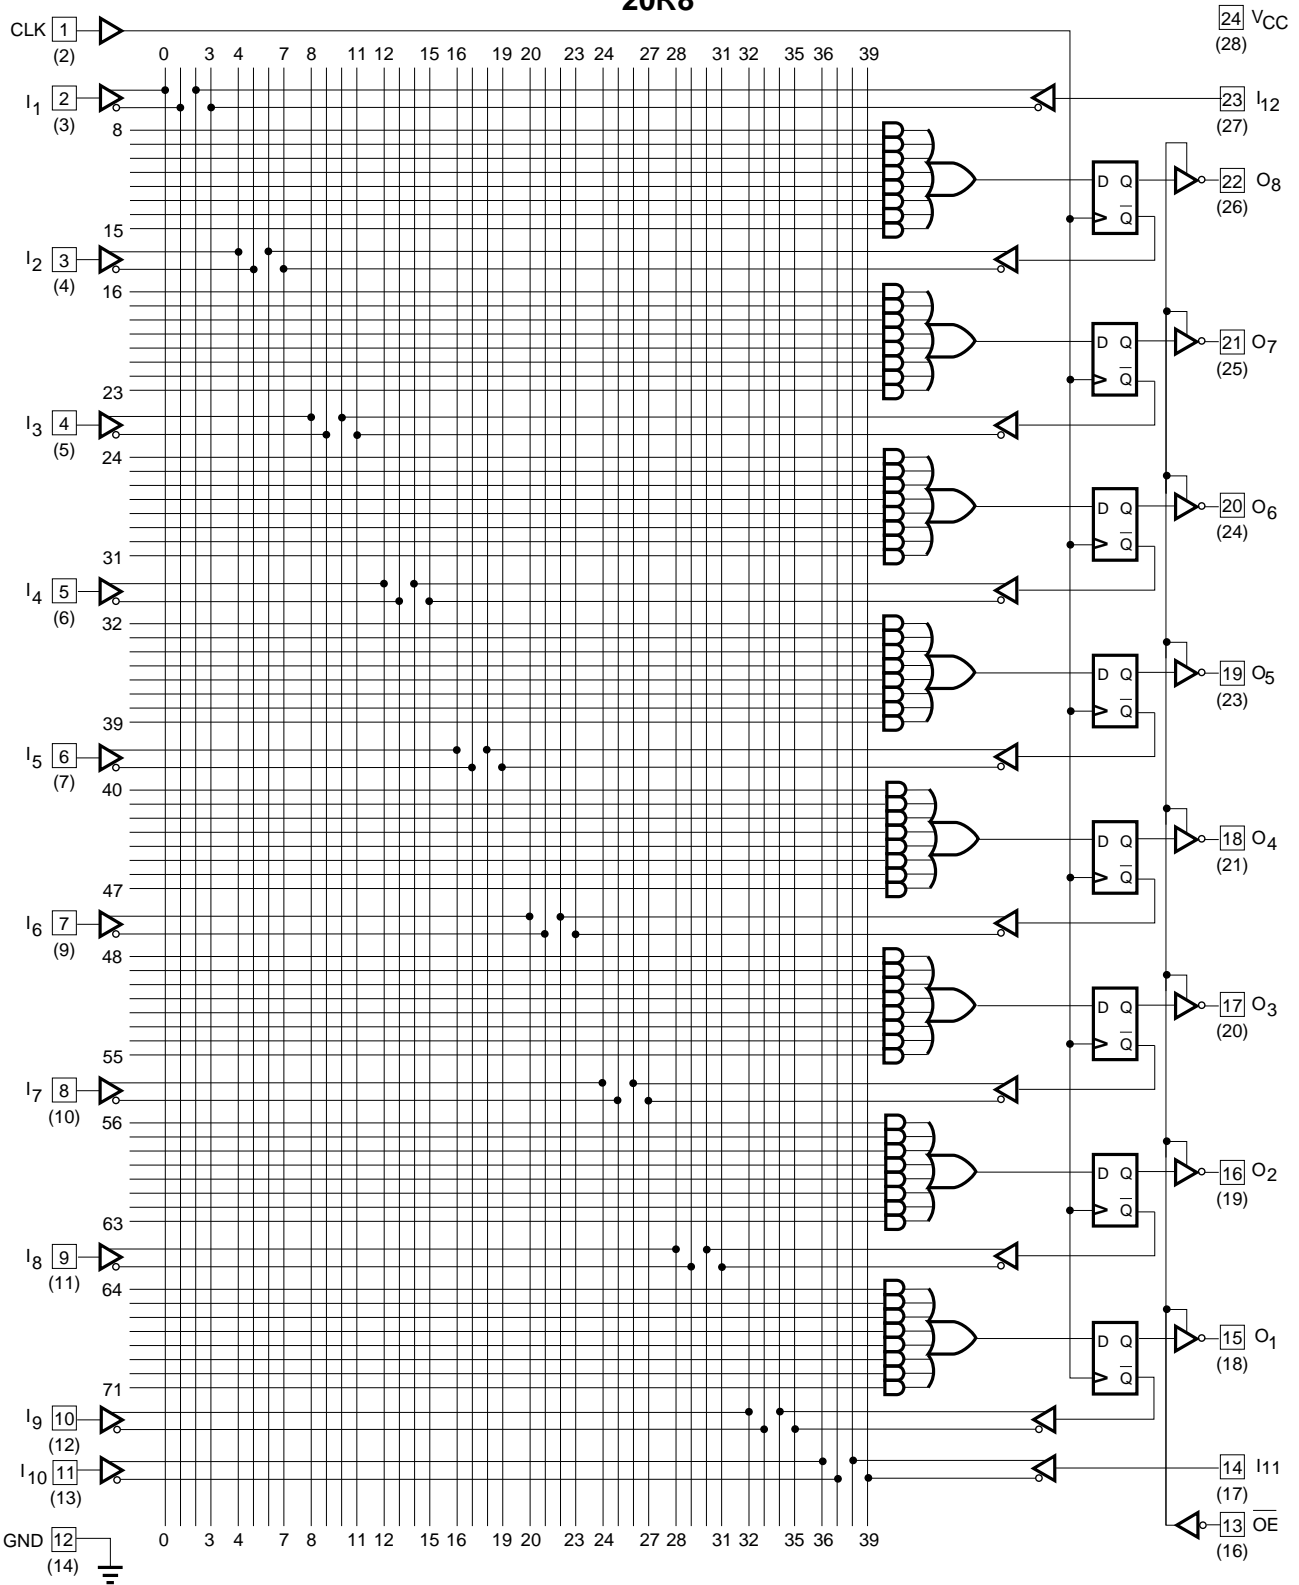 20R8
CLK 1 (2)
24 VCC (28)
0 3 4 7 8 11 12 15 16 19 20 23 24 27 28 31 32 35 36 39
I1 2 (3)
23 I12 (27)
8
D Q
Q
22 O8 (26)
15
I2 3 (4)
16
D Q
Q
21 O7 (25)
23
I3 4 (5)
24
D Q
Q
20 O6 (24)
31
I4 5 (6)
32
D Q
Q
19 O5 (23)
39
I5 6 (7)
40
D Q
Q
18 O4 (21)
47
I6 7 (9)
48
D Q
Q
17 O3 (20)
55
I7 8 (10)
56
D Q
Q
16 O2 (19)
63
I8 9 (11)
64
D Q
Q
15 O1 (18)
71
I9 10 (12)
I10 11 (13)
14 I11 (17)
13 OE (16)
GND 12 (14)
0 3 4 7 8 11 12 15 16 19 20 23 24 27 28 31 32 35 36 39